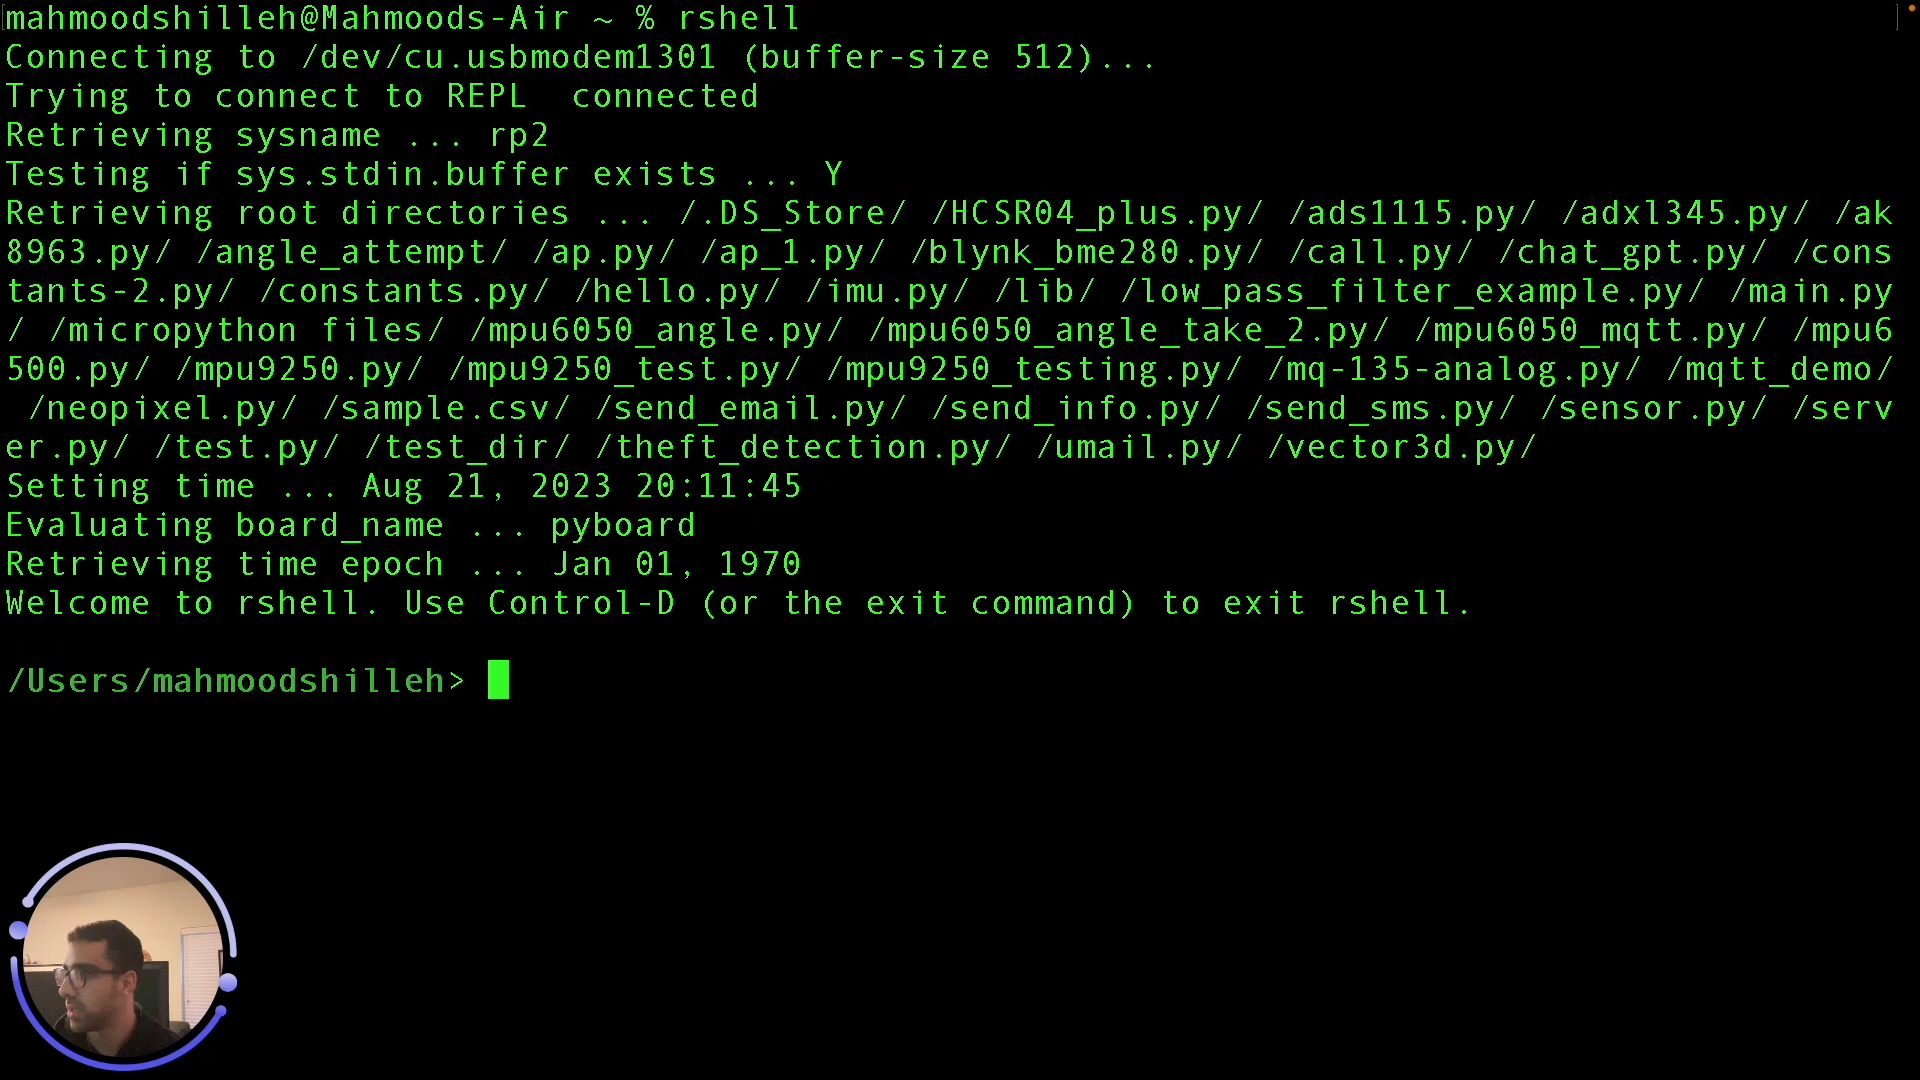 mahmoodshilleh@Mahmoods-Air ~ % rshell
Connecting to /dev/cu.usbmodem1301 (buffer-size 512)...
Trying to connect to REPL  connected
Retrieving sysname ... rp2
Testing if sys.stdin.buffer exists ... Y
Retrieving root directories ... /.DS_Store/ /HCSR04_plus.py/ /ads1115.py/ /adxl345.py/ /ak
8963.py/ /angle_attempt/ /ap.py/ /ap_1.py/ /blynk_bme280.py/ /call.py/ /chat_gpt.py/ /cons
tants-2.py/ /constants.py/ /hello.py/ /imu.py/ /lib/ /low_pass_filter_example.py/ /main.py
/ /micropython files/ /mpu6050_angle.py/ /mpu6050_angle_take_2.py/ /mpu6050_mqtt.py/ /mpu6
500.py/ /mpu9250.py/ /mpu9250_test.py/ /mpu9250_testing.py/ /mq-135-analog.py/ /mqtt_demo/
 /neopixel.py/ /sample.csv/ /send_email.py/ /send_info.py/ /send_sms.py/ /sensor.py/ /serv
er.py/ /test.py/ /test_dir/ /theft_detection.py/ /umail.py/ /vector3d.py/
Setting time ... Aug 21, 2023 20:11:45
Evaluating board_name ... pyboard
Retrieving time epoch ... Jan 01, 1970
Welcome to rshell. Use Control-D (or the exit command) to exit rshell.
/Users/mahmoodshilleh>